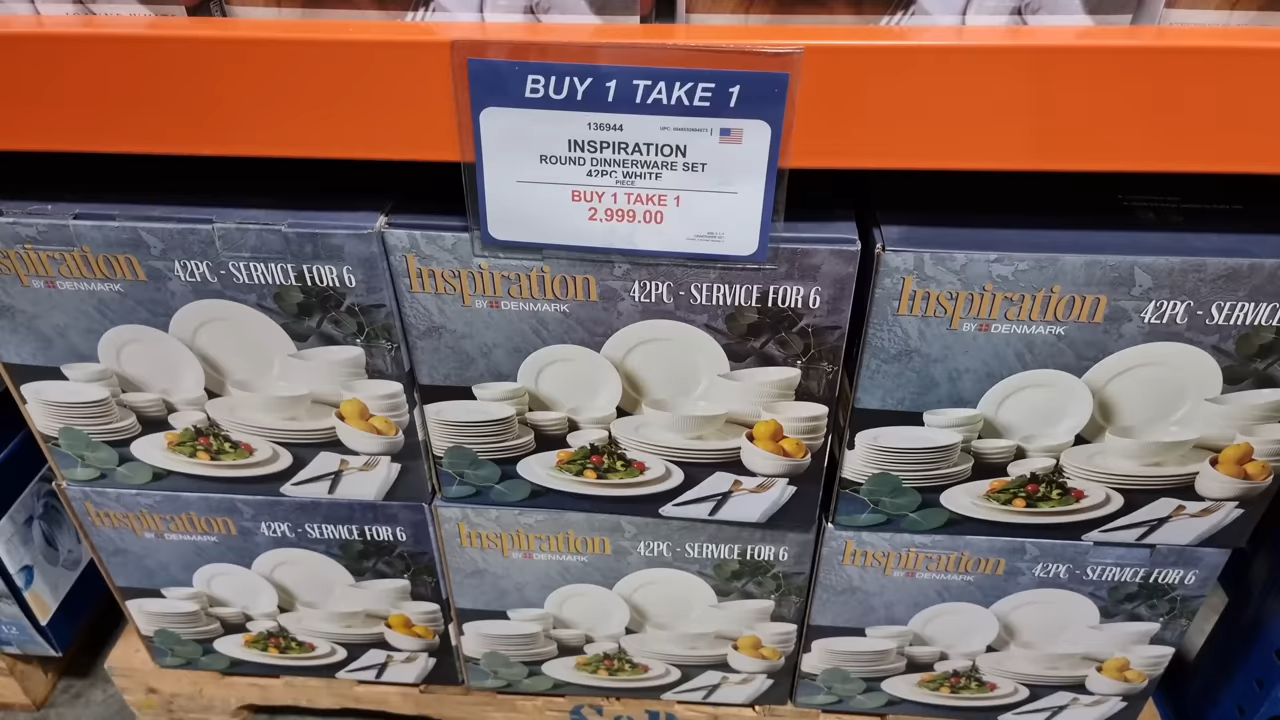 BUY 1 TAKE 1
136944
INSPIRATION
ROUND DINNERWARE SET
42PC WHITE
PIECE
BUY 1 TAKE 1
2,999.00
Inspiration
BY DENMARK
42PC - SERVICE FOR 6
Inspiration
BY DENMARK
42PC - SERVICE FOR 6
Inspiration
BY DENMARK
42PC - SERVICE
Inspiration
BY DENMARK
42PC - SERVICE FOR 6
Inspiration
BY DENMARK
42PC - SERVICE FOR 6
Inspiration
BY DENMARK
42PC - SERVICE FOR 6
12